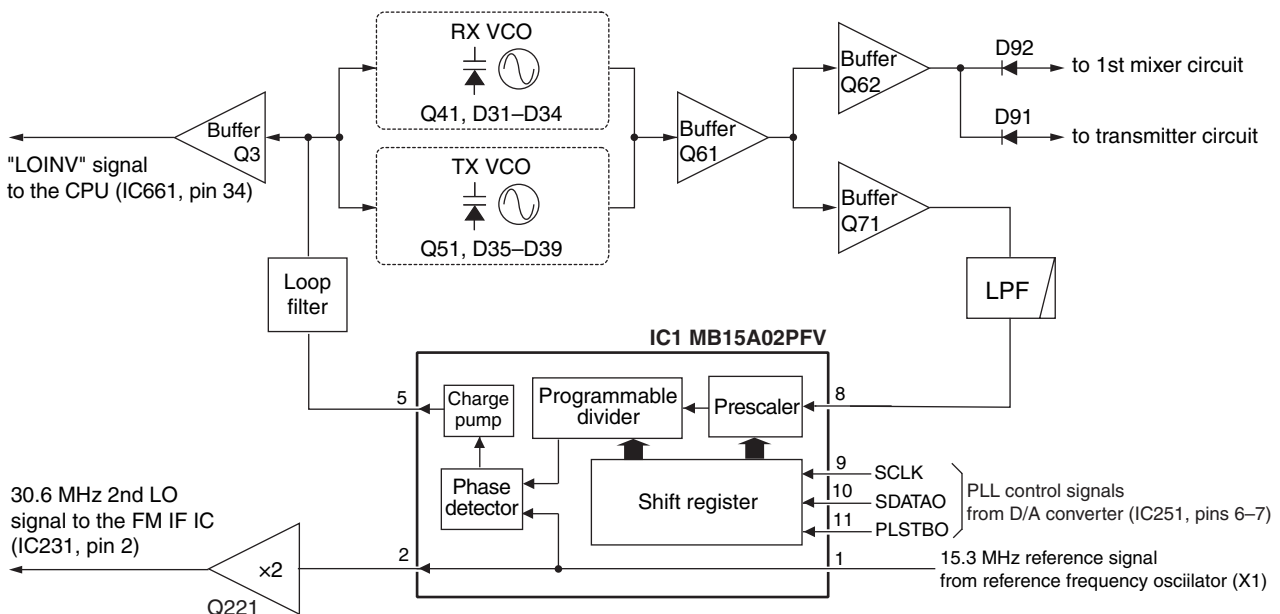 RX VCO
Q41, D31–D34
TX VCO
Q51, D35–D39
Buffer
Q3
"LOINV" signal
to the CPU (IC661, pin 34)
Buffer
Q61
Buffer
Q62
Buffer
Q71
D92
to 1st mixer circuit
D91
to transmitter circuit
Loop
filter
LPF
IC1 MB15A02PFV
5
Charge
pump
Programmable
divider
Prescaler
8
Phase
detector
Shift register
9
SCLK
10
SDATAO
11
PLSTBO
PLL control signals
from D/A converter (IC251, pins 6–7)
30.6 MHz 2nd LO
signal to the FM IF IC
(IC231, pin 2)
×2
Q221
2
1
15.3 MHz reference signal
from reference frequency osciilator (X1)